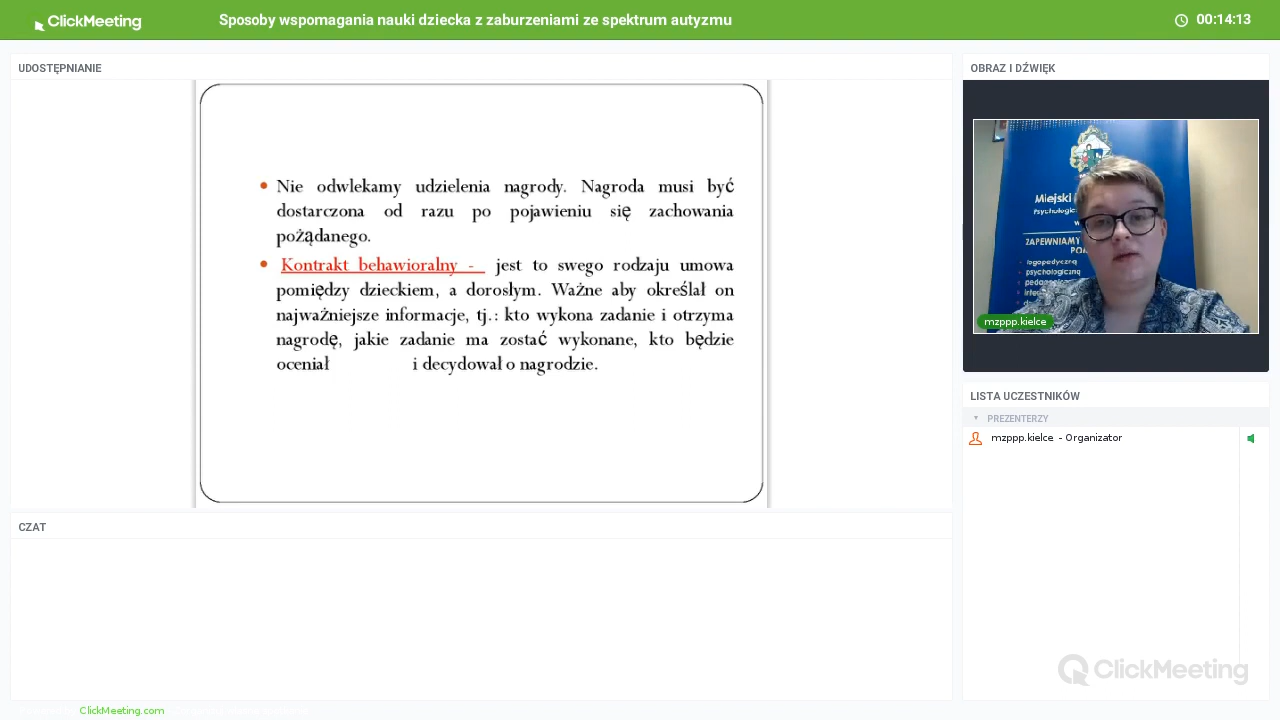 ClickMeeting
Sposoby wspomagania nauki dziecka z zaburzeniami ze spektrum autyzmu
00:14:13
UDOSTĘPNIANIE
• Nie odwlekamy udzielenia nagrody. Nagroda musi być
dostarczona od razu po pojawieniu się zachowania
pożądanego.
• Kontrakt behawioralny - jest to swego rodzaju umowa
pomiędzy dzieckiem, a dorosłym. Ważne aby określał on
najważniejsze informacje, tj.: kto wykona zadanie i otrzyma
nagrodę, jakie zadanie ma zostać wykonane, kto będzie
oceniał i decydował o nagrodzie.
CZAT
OBRAZ I DŹWIĘK
Miejski
Psychologic
ZAPEWNIAMY
logopedyczną
psychologiczną
mzppp.kielce
LISTA UCZESTNIKÓW
PREZENTERZY
mzppp.kielce - Organizator
ClickMeeting
ClickMeeting.com